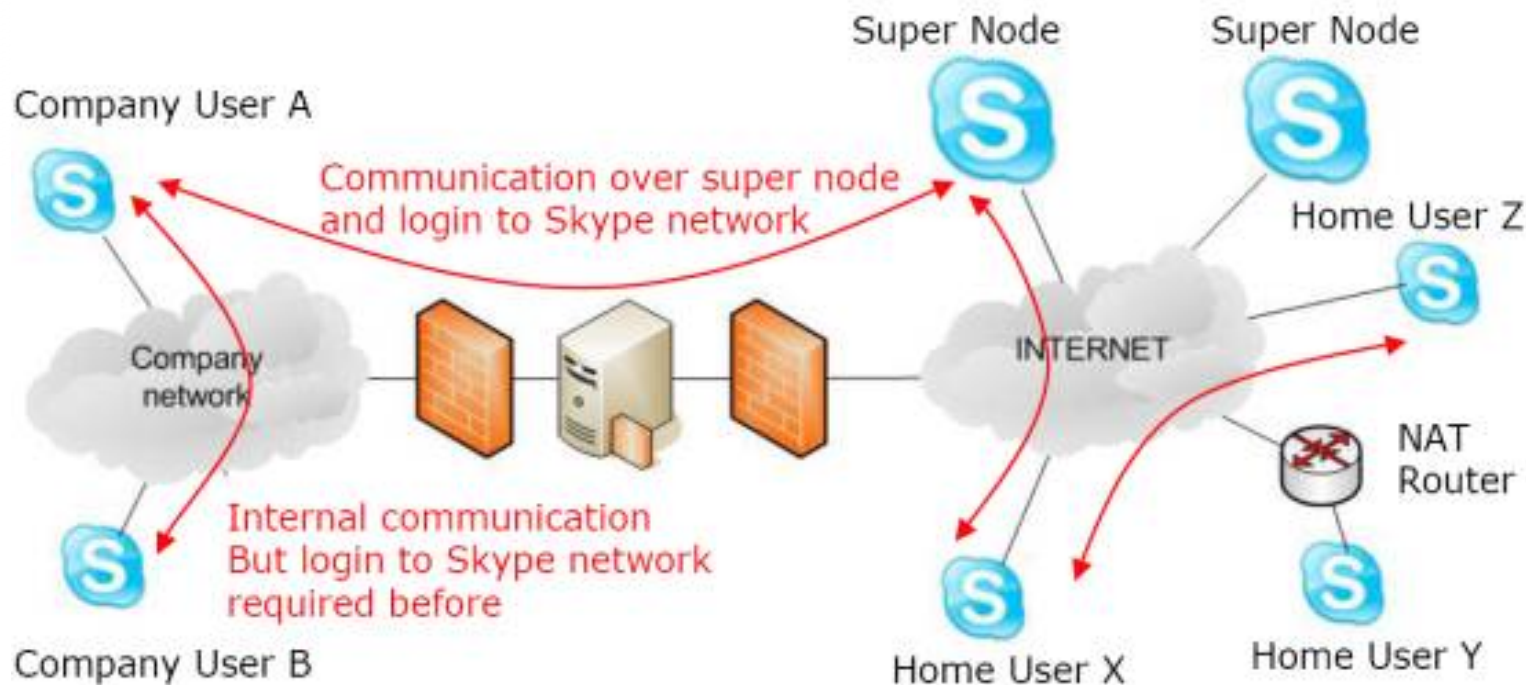 Super Node
Super Node
Company User A
Communication over super node
and login to Skype network
Home User Z
Company
network
INTERNET
NAT
Router
Internal communication
But login to Skype network
required before
Company User B
Home User X
Home User Y
S
S
S
S
S
S
S